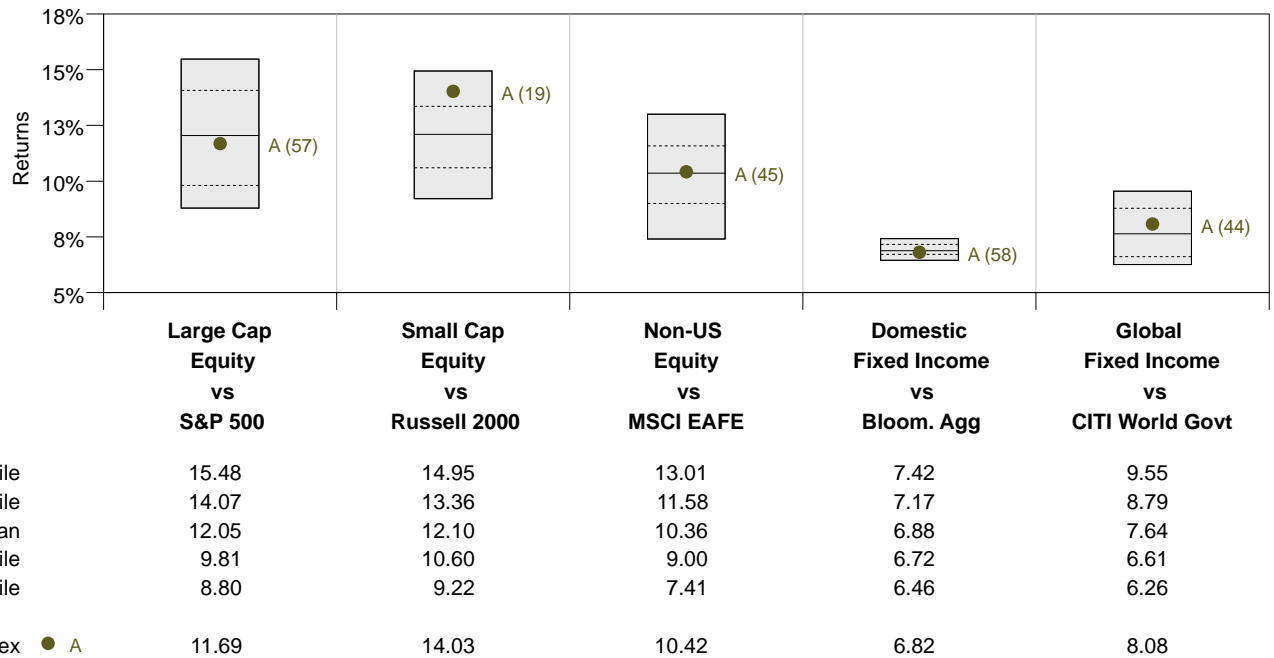 18%
15%
13%
10%
8%
5%
Returns
A (57)
A (19)
A (45)
A (58)
A (44)
Large Cap
Equity
vs
S&P 500
Small Cap
Equity
vs
Russell 2000
Non-US
Equity
vs
MSCI EAFE
Domestic
Fixed Income
vs
Bloom. Agg
Global
Fixed Income
vs
CITI World Govt
ile 15.48 14.95 13.01 7.42 9.55
ile 14.07 13.36 11.58 7.17 8.79
an 12.05 12.10 10.36 6.88 7.64
ile 9.81 10.60 9.00 6.72 6.61
ile 8.80 9.22 7.41 6.46 6.26
ex A 11.69 14.03 10.42 6.82 8.08